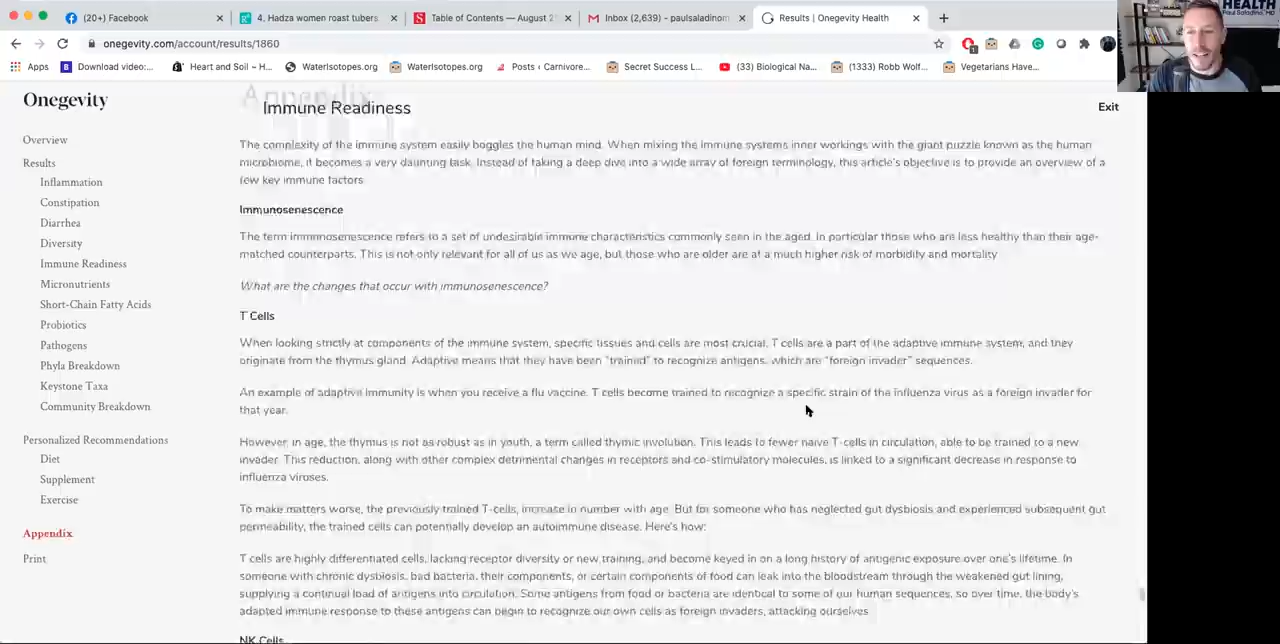 (20+) Facebook
4. Hadza women roast tubers
Table of Contents — August 2
Inbox (2,639) - paulsaladinom
Results | Onegevity Health
onegevity.com/account/results/1860
Apps
Download video:...
Heart and Soil – H...
WaterIsotopes.org
WaterIsotopes.org
Posts ‹ Carnivore...
Secret Success L...
(33) Biological Na...
(1333) Robb Wolf...
Vegetarians Have...
HEALTH
Paul Saladino, MD
Onegevity
Appendix
Immune Readiness
Exit
Overview
Results
Inflammation
Constipation
Diarrhea
Diversity
Immune Readiness
Micronutrients
Short-Chain Fatty Acids
Probiotics
Pathogens
Phyla Breakdown
Keystone Taxa
Community Breakdown
Personalized Recommendations
Diet
Supplement
Exercise
Appendix
Print
The complexity of the immune system easily boggles the human mind. When mixing the immune systems inner workings with the giant puzzle known as the human
microbiome, it becomes a very daunting task. Instead of taking a deep dive into a wide array of foreign terminology, this article's objective is to provide an overview of a
few key immune factors
Immunosenescence
The term immunosenescence refers to a set of undesirable immune characteristics commonly seen in the aged. In particular those who are less healthy than their age-
matched counterparts. This is not only relevant for all of us as we age, but those who are older are at a much higher risk of morbidity and mortality
What are the changes that occur with immunosenescence?
T Cells
When looking strictly at components of the immune system, specific tissues and cells are most crucial. T cells are a part of the adaptive immune system, and they
originate from the thymus gland. Adaptive means that they have been "trained" to recognize antigens, which are "foreign invader" sequences.
An example of adaptive immunity is when you receive a flu vaccine. T cells become trained to recognize a specific strain of the influenza virus as a foreign invader for
that year.
However, in age, the thymus is not as robust as in youth, a term called thymic involution. This leads to fewer naive T-cells in circulation, able to be trained to a new
invader. This reduction, along with other complex detrimental changes in receptors and co-stimulatory molecules, is linked to a significant decrease in response to
influenza viruses.
To make matters worse, the previously trained T-cells, increase in number with age. But for someone who has neglected gut dysbiosis and experienced subsequent gut
permeability, the trained cells can potentially develop an autoimmune disease. Here's how:
T cells are highly differentiated cells, lacking receptor diversity or new training, and become keyed in on a long history of antigenic exposure over one's lifetime. In
someone with chronic dysbiosis, bad bacteria, their components, or certain components of food can leak into the bloodstream through the weakened gut lining,
supplying a continual load of antigens into circulation. Some antigens from food or bacteria are identical to some of our human sequences, so over time, the body's
adapted immune response to these antigens can begin to recognize our own cells as foreign invaders, attacking ourselves
NK Cells